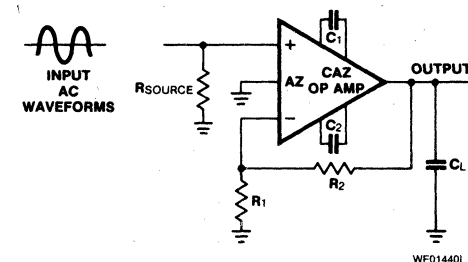 INPUT
AC
WAVEFORMS
RSOURCE
+
C1
CAZ
AZ
OP AMP
−
C2
OUTPUT
R2
CL
R1
WF01440I